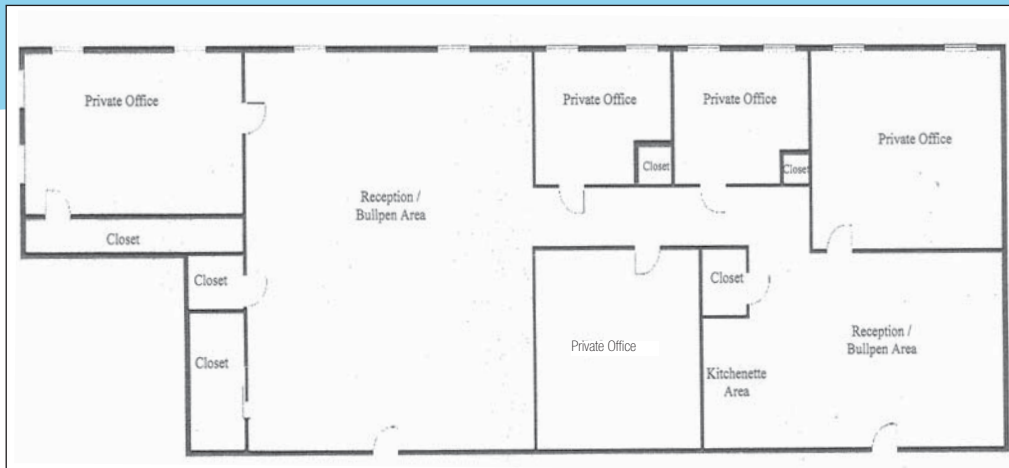 Private Office
Private Office
Private Office
Private Office
Closet
Closet
Reception /
Bullpen Area
Closet
Closet
Closet
Reception /
Bullpen Area
Private Office
Closet
Kitchenette
Area